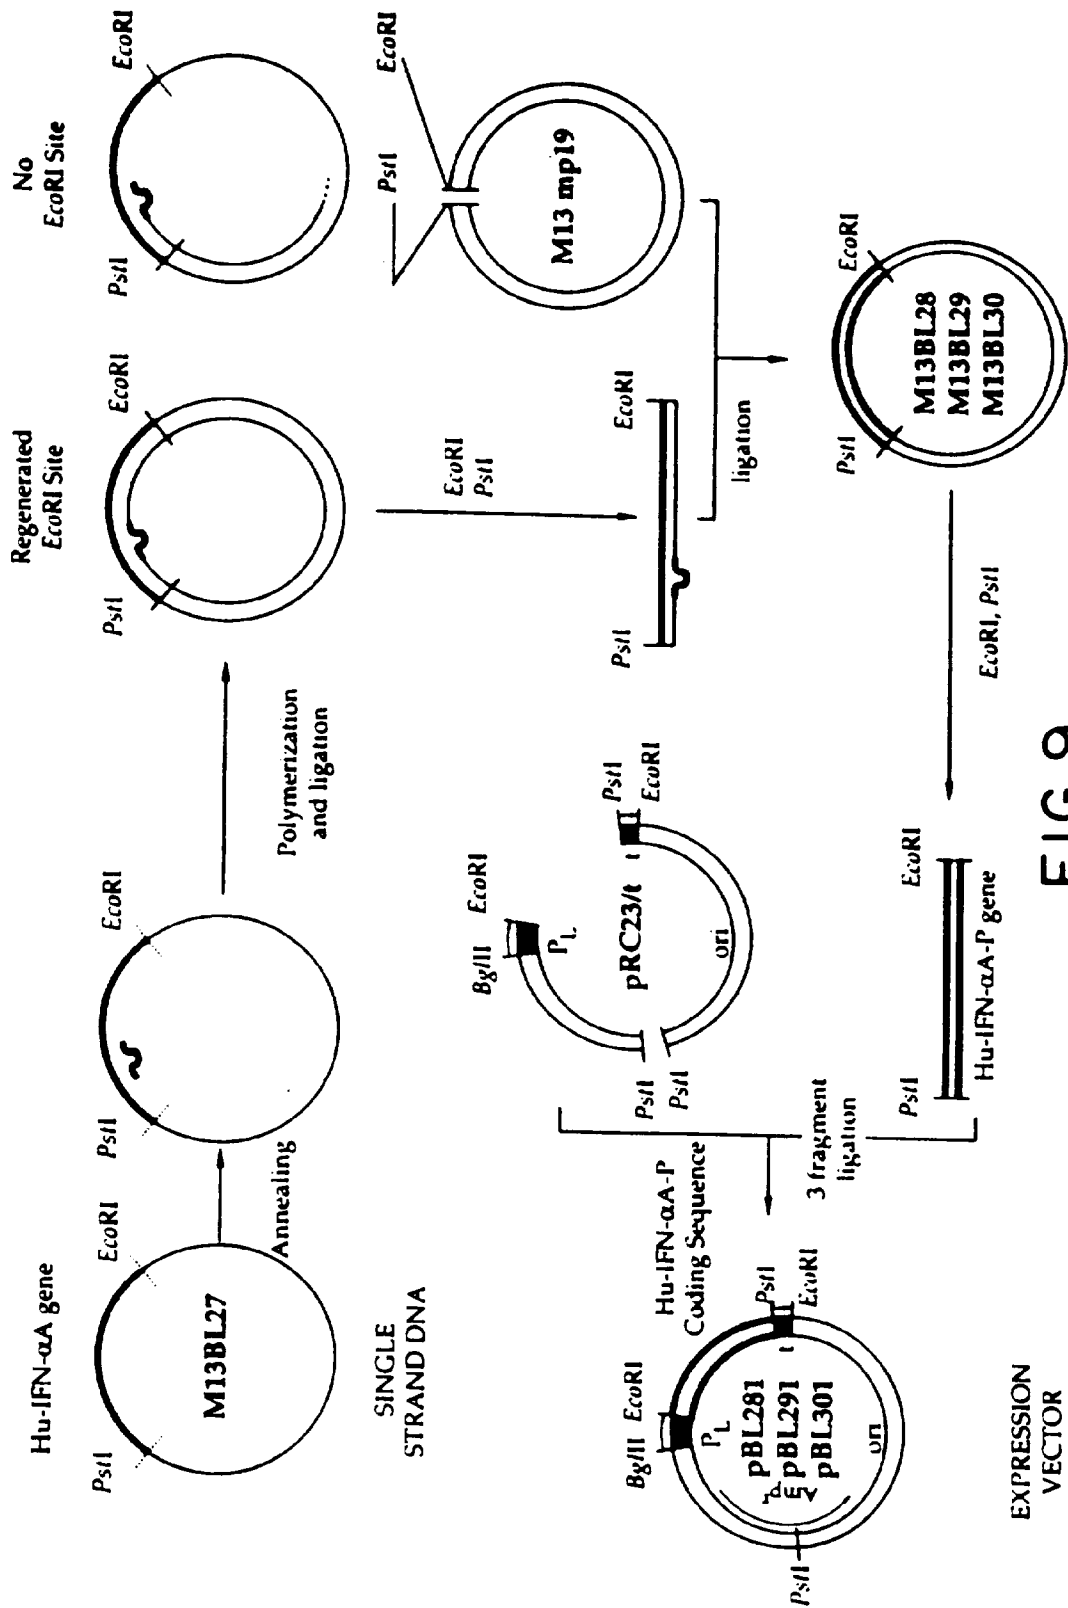 Hu-IFN-αA gene
PstI
EcoRI
M13BL27
SINGLE
STRAND DNA
Annealing
PstI
EcoRI
Polymerization
and ligation
Regenerated
EcoRI Site
PstI
EcoRI
No
EcoRI Site
PstI
EcoRI
EcoRI
PstI
PstI
EcoRI
PstI
EcoRI
M13 mp19
ligation
PstI
EcoRI
M13BL28
M13BL29
M13BL30
EcoRI, PstI
PstI
EcoRI
Hu-IFN-αA-P gene
BglII
EcoRI
PL
pRC23/t
t
PstI
EcoRI
ori
PstI
PstI
3 fragment
ligation
Hu-IFN-αA-P
Coding Sequence
BglII
EcoRI
PL
pBL281
pBL291
pBL301
t
PstI
EcoRI
ori
PstI
EXPRESSION
VECTOR
FIG. 9